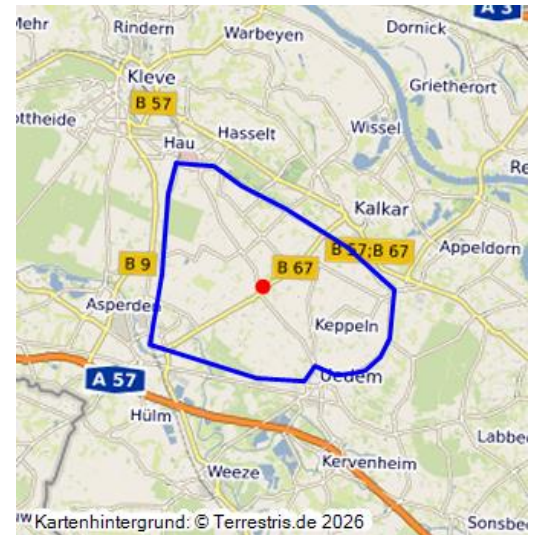 A 3
Mehr
Rindern
Warbeyen
Dornick
Kleve
Grietherort
B 57
ottheide
Hasselt
Wissel
Hau
Re
Kalkar
B 57;B 67
Appeldorn
B 9
B 67
Asperden
Keppeln
A 57
Uedem
Hülm
Labbe
Kervenheim
Weeze
Kartenhintergrund: © Terrestris.de 2026
Sonsbe